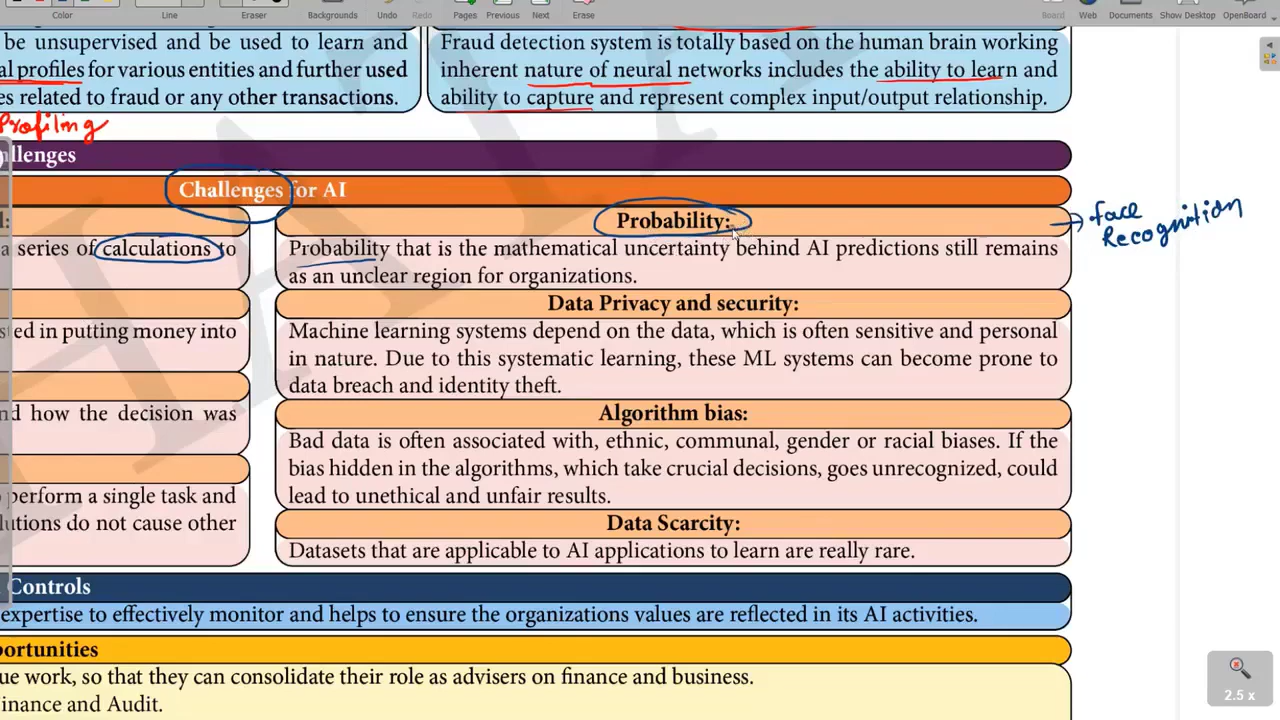 Color
Line
Eraser
Backgrounds
Undo
Redo
Pages
Previous
Next
Erase
Board
Web
Documents
Show Desktop
OpenBoard
be unsupervised and be used to learn and
al profiles for various entities and further used
es related to fraud or any other transactions.
Fraud detection system is totally based on the human brain working
inherent nature of neural networks includes the ability to learn and
ability to capture and represent complex input/output relationship.
Profiling
allenges
Challenges for AI
a series of calculations to
sted in putting money into
nd how the decision was
perform a single task and
lutions do not cause other
Probability:
Probability that is the mathematical uncertainty behind AI predictions still remains
as an unclear region for organizations.
Face
Recognition
Data Privacy and security:
Machine learning systems depend on the data, which is often sensitive and personal
in nature. Due to this systematic learning, these ML systems can become prone to
data breach and identity theft.
Algorithm bias:
Bad data is often associated with, ethnic, communal, gender or racial biases. If the
bias hidden in the algorithms, which take crucial decisions, goes unrecognized, could
lead to unethical and unfair results.
Data Scarcity:
Datasets that are applicable to AI applications to learn are really rare.
Controls
expertise to effectively monitor and helps to ensure the organizations values are reflected in its AI activities.
portunities
ue work, so that they can consolidate their role as advisers on finance and business.
inance and Audit.
2.5 x